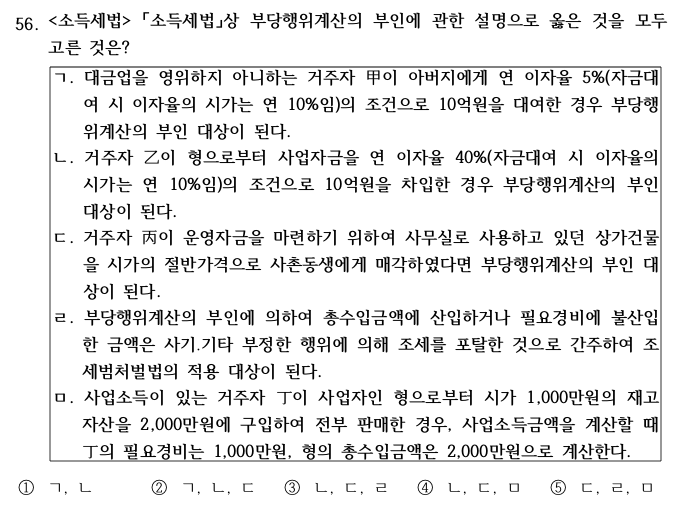 56. <소득세법> 「소득세법」상 부당행위계산의 부인에 관한 설명으로 옳은 것을 모두
고른 것은?
ㄱ. 대금업을 영위하지 아니하는 거주자 甲이 아버지에게 연 이자율 5%(자금대
여 시 이자율의 시가는 연 10%임)의 조건으로 10억원을 대여한 경우 부당행
위계산의 부인 대상이 된다.
ㄴ. 거주자 乙이 형으로부터 사업자금을 연 이자율 40%(자금대여 시 이자율의
시가는 연 10%임)의 조건으로 10억원을 차입한 경우 부당행위계산의 부인
대상이 된다.
ㄷ. 거주자 丙이 운영자금을 마련하기 위하여 사무실로 사용하고 있던 상가건물
을 시가의 절반가격으로 사촌동생에게 매각하였다면 부당행위계산의 부인 대
상이 된다.
ㄹ. 부당행위계산의 부인에 의하여 총수입금액에 산입하거나 필요경비에 불산입
한 금액은 사기.기타 부정한 행위에 의해 조세를 포탈한 것으로 간주하여 조
세범처벌법의 적용 대상이 된다.
ㅁ. 사업소득이 있는 거주자 丁이 사업자인 형으로부터 시가 1,000만원의 재고
자산을 2,000만원에 구입하여 전부 판매한 경우, 사업소득금액을 계산할 때
丁의 필요경비는 1,000만원, 형의 총수입금액은 2,000만원으로 계산한다.
① ㄱ, ㄴ ② ㄱ, ㄴ, ㄷ ③ ㄴ, ㄷ, ㄹ ④ ㄴ, ㄷ, ㅁ ⑤ ㄷ, ㄹ, ㅁ